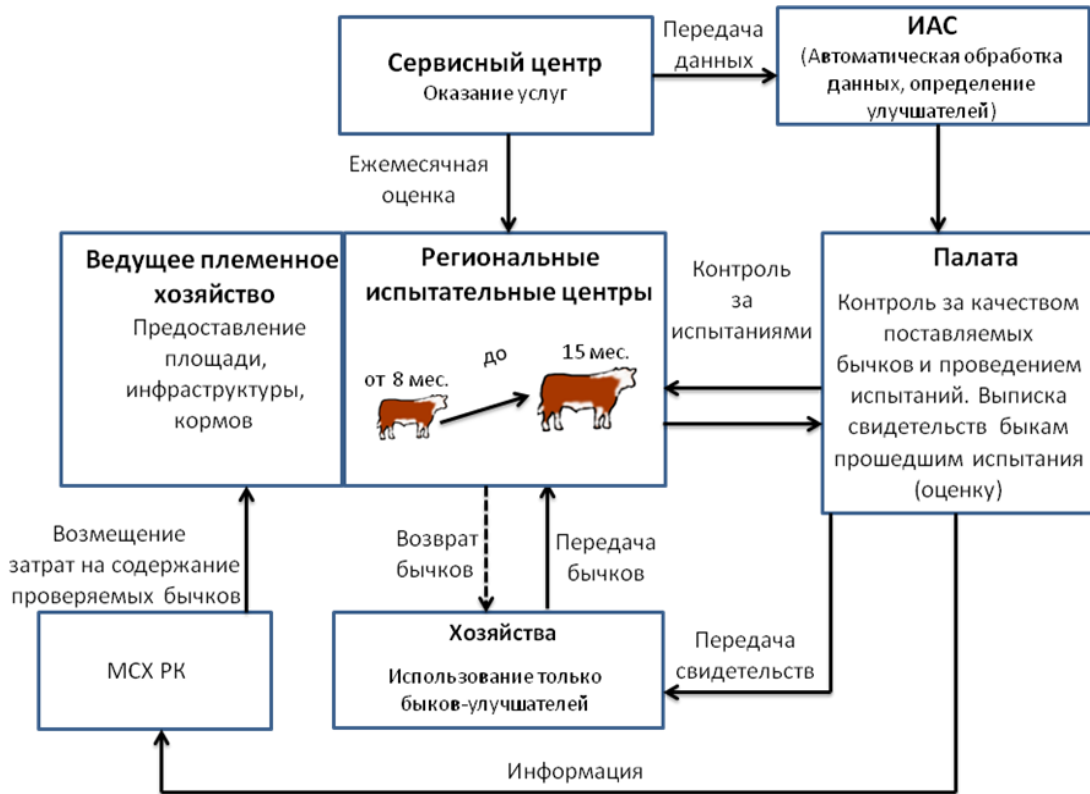 Сервисный центр
Оказание услуг
Передача
данных
ИАС
(Автоматическая обработка
данных, определение
улучшателей)
Ежемесячная
оценка
Ведущее племенное
хозяйство
Предоставление
площади,
инфраструктуры,
кормов
Региональные
испытательные центры
от 8 мес.
до
15 мес.
Контроль
за
испытаниями
Палата
Контроль за качеством
поставляемых
бычков и проведением
испытаний. Выписка
свидетельств быкам
прошедшим испытания
(оценку)
Возмещение
затрат на содержание
проверяемых бычков
Возврат
бычков
Передача
бычков
МСХ РК
Хозяйства
Использование только
быков-улучшателей
Передача
свидетельств
Информация